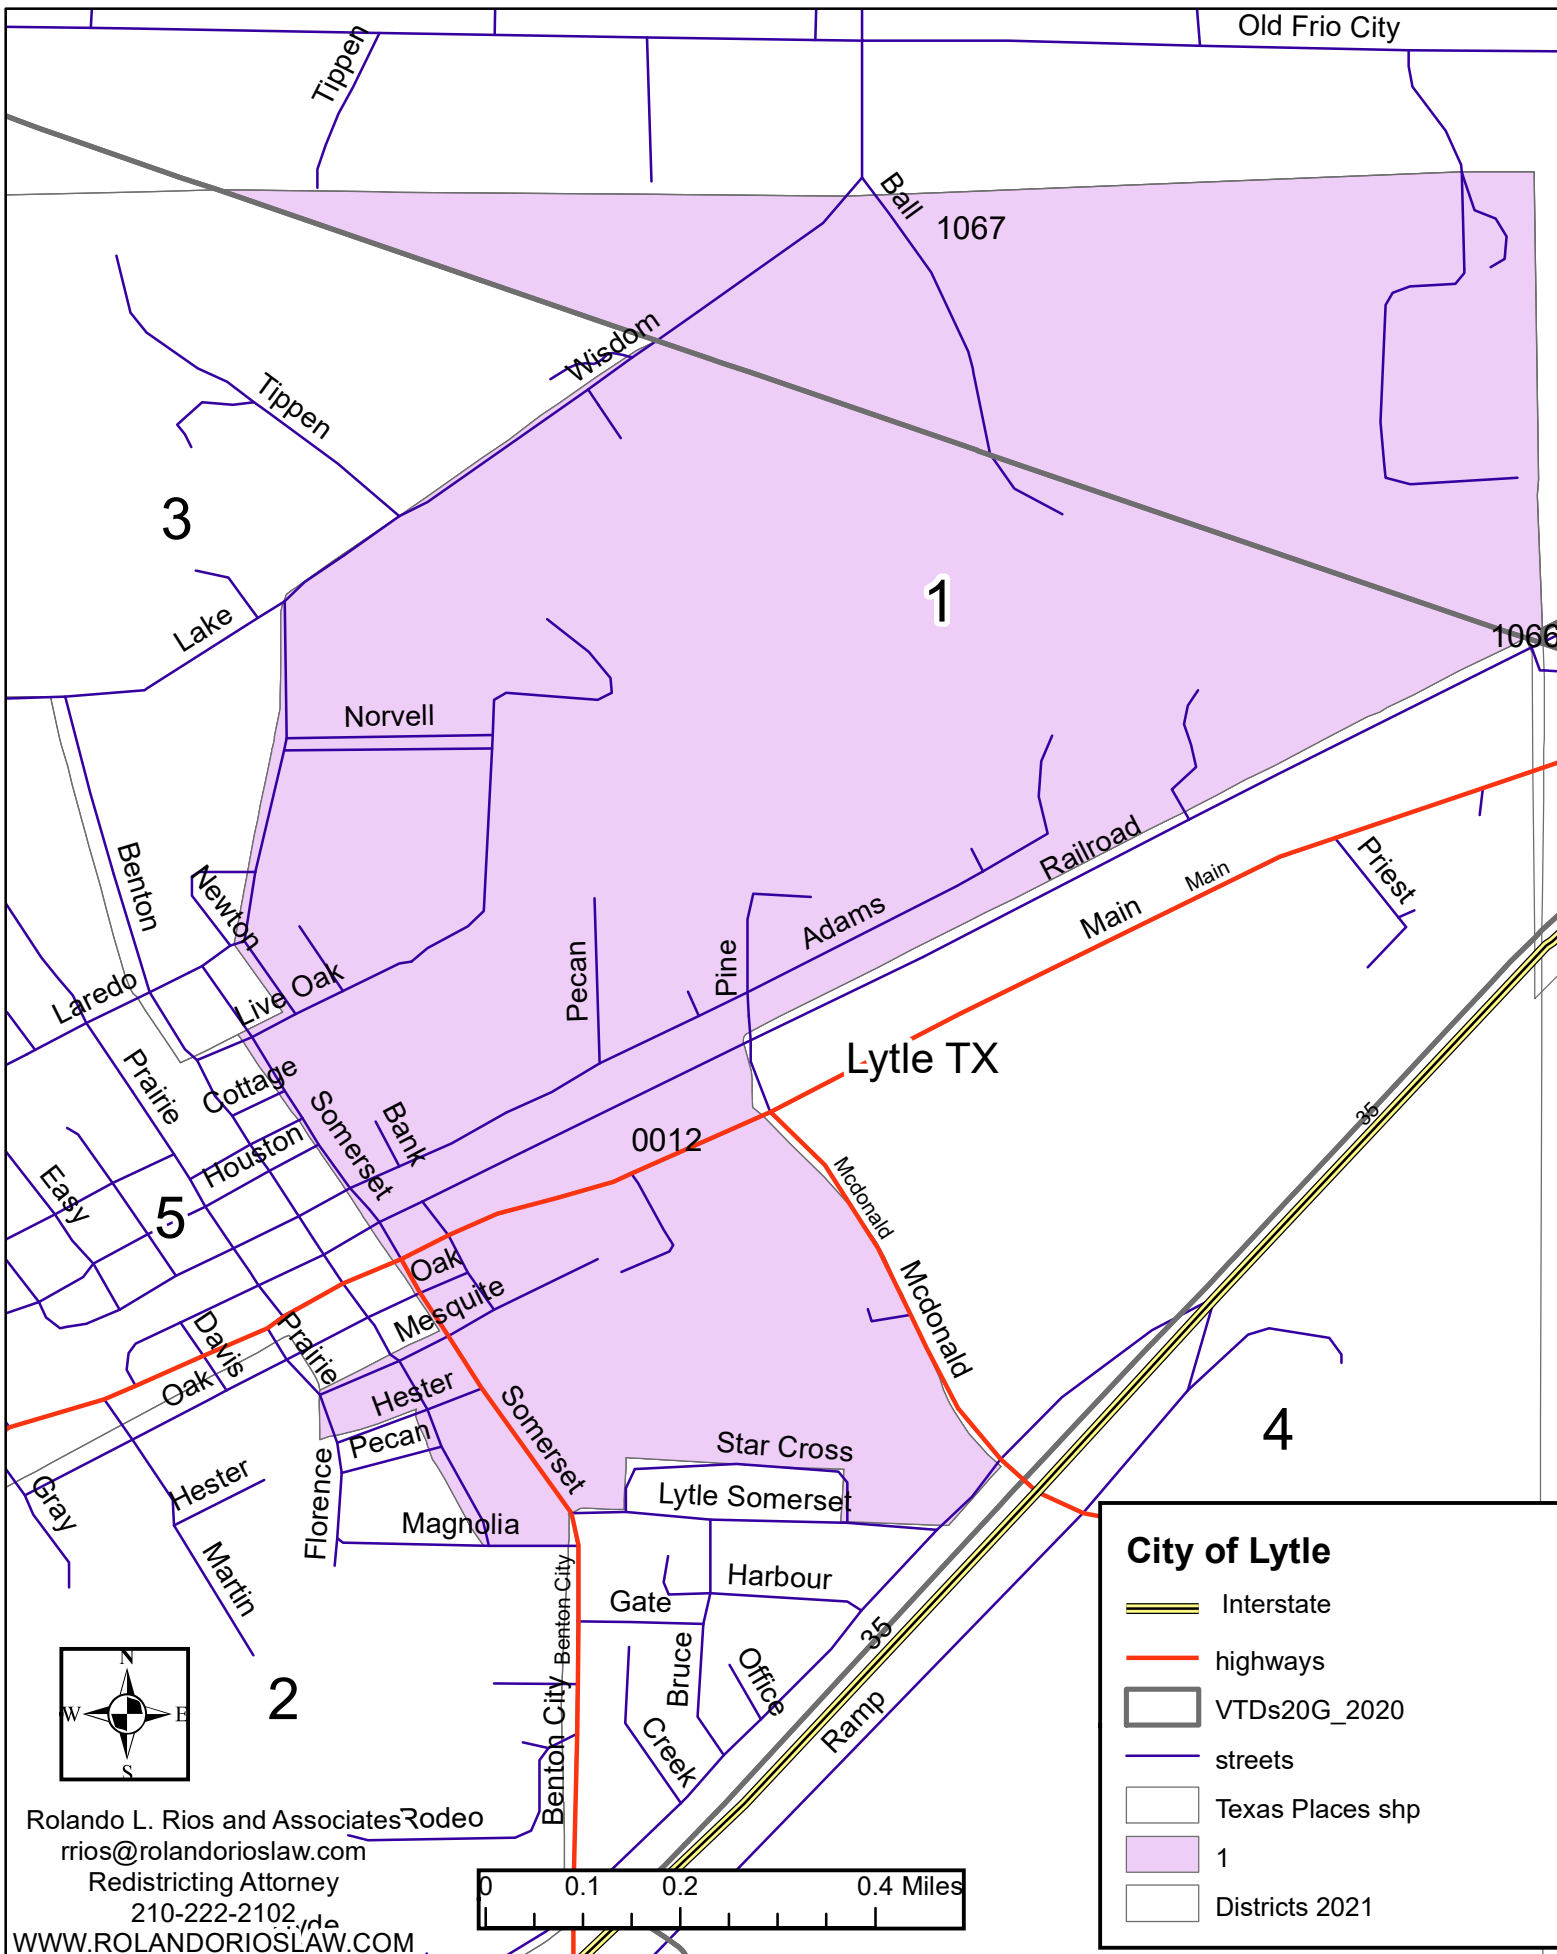 Old Frio City
Tippen
Ball
1067
Wisdom
Tippen
3
1
Lake
1066
Norvell
Benton
Newton
Railroad
Main
Main
Priest
Adams
Pecan
Pine
Laredo
Live Oak
Lytle TX
Prairie
Cottage
Somerset
Bank
0012
35
Houston
Easy
5
Mcdonald
Oak
Mcdonald
Mesquite
Davis
Prairie
Oak
Hester
Somerset
4
Pecan
Star Cross
Gray
Hester
Florence
Lytle Somerset
Magnolia
Martin
Benton City
Harbour
Gate
35
Bruce
Office
2
Benton City
Creek
Ramp
Rodeo
N
W
E
S
Rolando L. Rios and Associates
rrios@rolandorioslaw.com
Redistricting Attorney
210-222-2102
WWW.ROLANDORIOSLAW.COM
0 0.1 0.2 0.4 Miles
City of Lytle
Interstate
highways
VTDs20G_2020
streets
Texas Places shp
1
Districts 2021